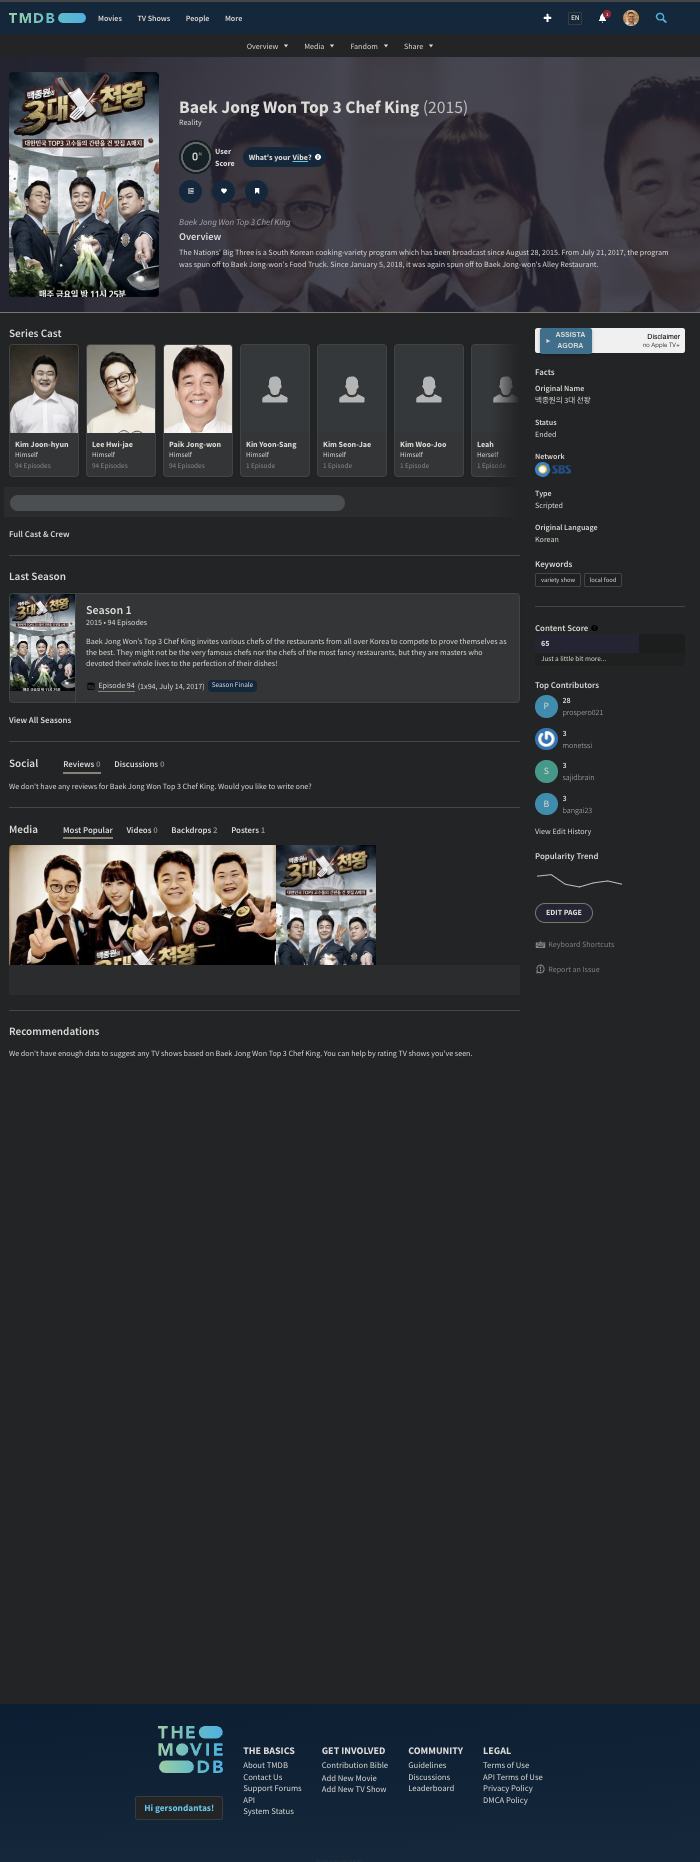 TMDB
Movies TV Shows People More
EN
Overview Media Fandom Share
백종원의
3대 천왕
대한민국 TOP3 고수들의 간단을 건 맛집 A매치
매주 금요일 밤 11시 25분
Baek Jong Won Top 3 Chef King (2015)
Reality
0%
User
Score
What's your Vibe?
Baek Jong Won Top 3 Chef King
Overview
The Nations' Big Three is a South Korean cooking-variety program which has been broadcast since August 28, 2015. From July 21, 2017, the program
was spun off to Baek Jong-won's Food Truck. Since January 5, 2018, it was again spun off to Baek Jong-won's Alley Restaurant.
Series Cast
Kim Joon-hyun
Himself
94 Episodes
Lee Hwi-jae
Himself
94 Episodes
Paik Jong-won
Himself
94 Episodes
Kin Yoon-Sang
Himself
1 Episode
Kim Seon-Jae
Himself
1 Episode
Kim Woo-Joo
Himself
1 Episode
Leah
Herself
1 Episode
Full Cast & Crew
Last Season
백종원의
3대 천왕
Season 1
2015 • 94 Episodes
Baek Jong Won's Top 3 Chef King invites various chefs of the restaurants from all over Korea to compete to prove themselves as
the best. They might not be the very famous chefs nor the chefs of the most fancy restaurants, but they are masters who
devoted their whole lives to the perfection of their dishes!
Episode 94 (1x94, July 14, 2017) Season Finale
View All Seasons
Social Reviews 0 Discussions 0
We don't have any reviews for Baek Jong Won Top 3 Chef King. Would you like to write one?
Media Most Popular Videos 0 Backdrops 2 Posters 1
백종원의
3대 천왕
Recommendations
We don't have enough data to suggest any TV shows based on Baek Jong Won Top 3 Chef King. You can help by rating TV shows you've seen.
ASSISTA
AGORA
Disclaimer
no Apple TV+
Facts
Original Name
백종원의 3대 천왕
Status
Ended
Network
SBS
Type
Scripted
Original Language
Korean
Keywords
variety show local food
Content Score
65
Just a little bit more...
Top Contributors
P 28
prospero021
3
monetssi
S 3
sajidbrain
B 3
bangai23
View Edit History
Popularity Trend
EDIT PAGE
Keyboard Shortcuts
Report an Issue
THE
MOVIE
DB
Hi gersondantas!
THE BASICS
About TMDB
Contact Us
Support Forums
API
System Status
GET INVOLVED
Contribution Bible
Add New Movie
Add New TV Show
COMMUNITY
Guidelines
Discussions
Leaderboard
LEGAL
Terms of Use
API Terms of Use
Privacy Policy
DMCA Policy